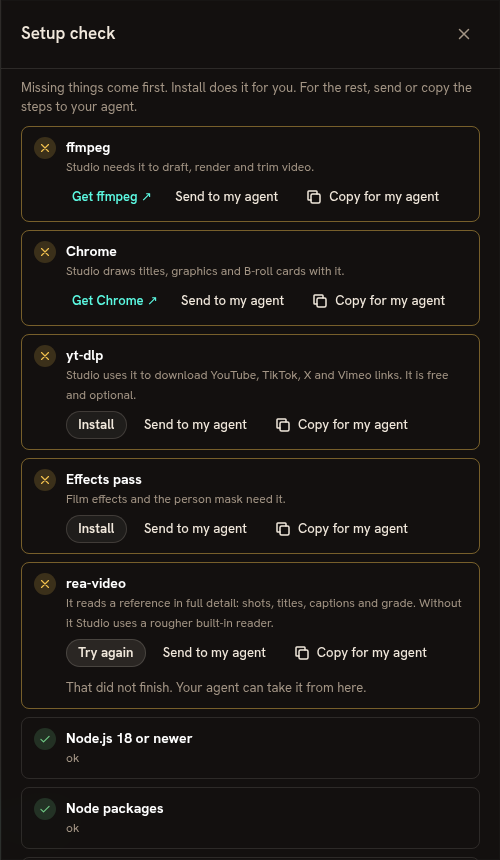 Setup check
Missing things come first. Install does it for you. For the rest, send or copy the
steps to your agent.
ffmpeg
Studio needs it to draft, render and trim video.
Get ffmpeg ↗ Send to my agent Copy for my agent
Chrome
Studio draws titles, graphics and B-roll cards with it.
Get Chrome ↗ Send to my agent Copy for my agent
yt-dlp
Studio uses it to download YouTube, TikTok, X and Vimeo links. It is free
and optional.
Install Send to my agent Copy for my agent
Effects pass
Film effects and the person mask need it.
Install Send to my agent Copy for my agent
rea-video
It reads a reference in full detail: shots, titles, captions and grade. Without
it Studio uses a rougher built-in reader.
Try again Send to my agent Copy for my agent
That did not finish. Your agent can take it from here.
Node.js 18 or newer
ok
Node packages
ok